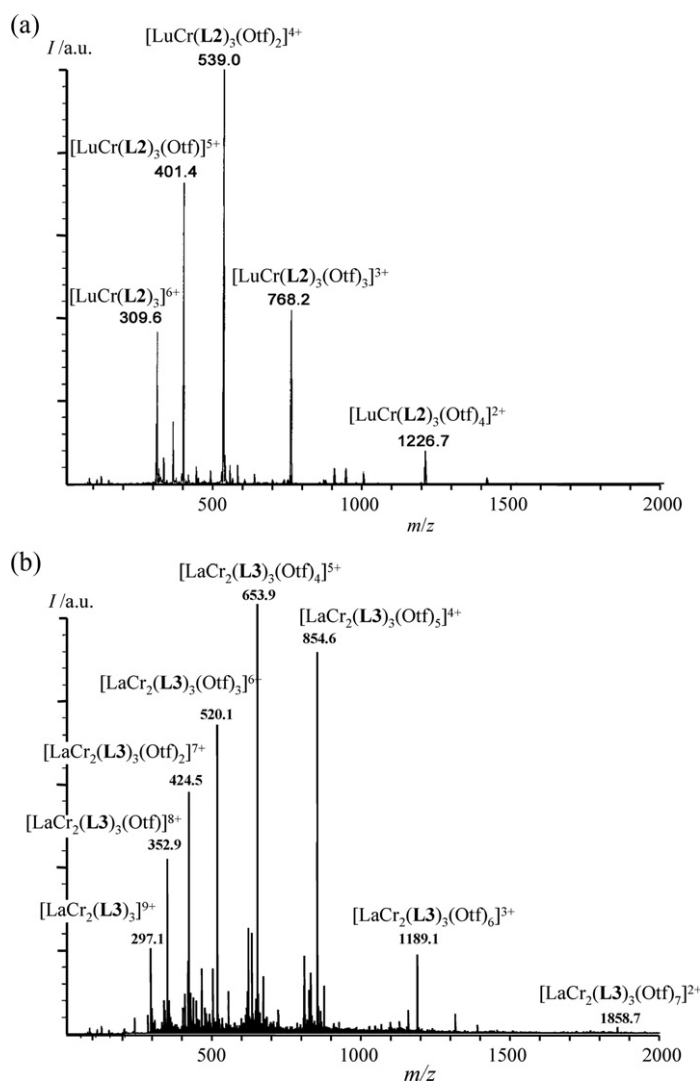 (a)
I /a.u.
[LuCr(L2)₃(Otf)₂]⁴⁺
539.0
[LuCr(L2)₃(Otf)]⁵⁺
401.4
[LuCr(L2)₃]⁶⁺
309.6
[LuCr(L2)₃(Otf)₃]³⁺
768.2
[LuCr(L2)₃(Otf)₄]²⁺
1226.7
500 1000 1500 2000
m/z
(b)
I /a.u.
[LaCr₂(L3)₃(Otf)₄]⁵⁺
653.9
[LaCr₂(L3)₃(Otf)₅]⁴⁺
854.6
[LaCr₂(L3)₃(Otf)₃]⁶⁺
520.1
[LaCr₂(L3)₃(Otf)₂]⁷⁺
424.5
[LaCr₂(L3)₃(Otf)]⁸⁺
352.9
[LaCr₂(L3)₃]⁹⁺
297.1
[LaCr₂(L3)₃(Otf)₆]³⁺
1189.1
[LaCr₂(L3)₃(Otf)₇]²⁺
1858.7
500 1000 1500 2000
m/z